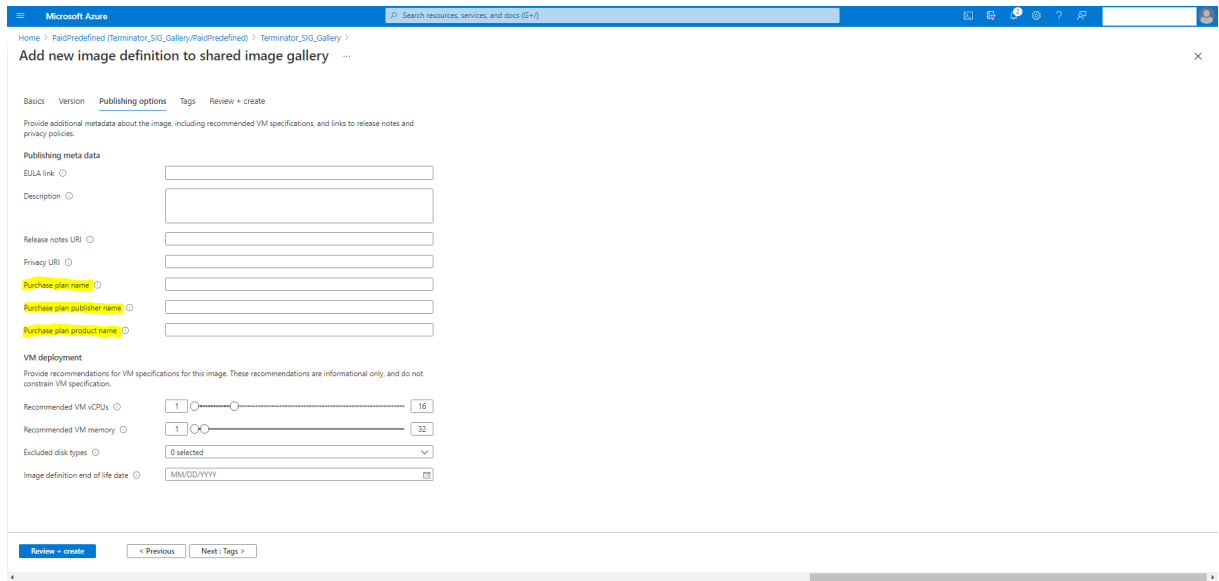 Microsoft Azure
Search resources, services, and docs (G+/)
2
Home > PaidPredefined (Terminator_SIG_Gallery/PaidPredefined) > Terminator_SIG_Gallery >
Add new image definition to shared image gallery ...
Basics Version Publishing options Tags Review + create
Provide additional metadata about the image, including recommended VM specifications, and links to release notes and
privacy policies.
Publishing meta data
EULA link
Description
Release notes URI
Privacy URI
Purchase plan name
Purchase plan publisher name
Purchase plan product name
VM deployment
Provide recommendations for VM specifications for this image. These recommendations are informational only, and do not
constrain VM specification.
Recommended VM vCPUs 1 16
Recommended VM memory 1 32
Excluded disk types 0 selected
Image definition end of life date MM/DD/YYYY
Review + create < Previous Next : Tags >